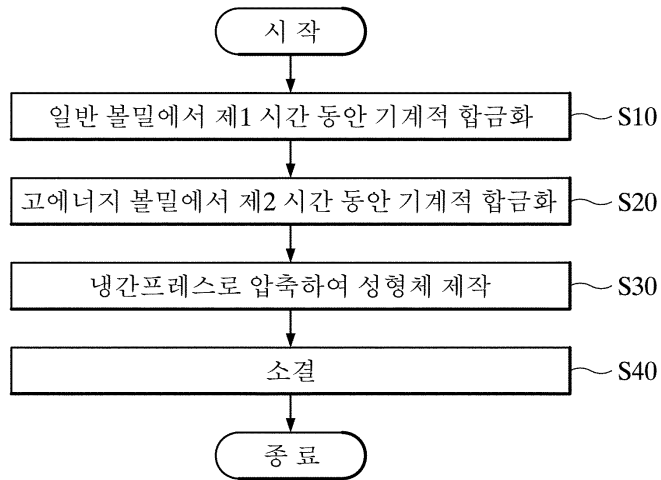 시 작
일반 볼밀에서 제1 시간 동안 기계적 합금화
S10
고에너지 볼밀에서 제2 시간 동안 기계적 합금화
S20
냉간프레스로 압축하여 성형체 제작
S30
소결
S40
종 료